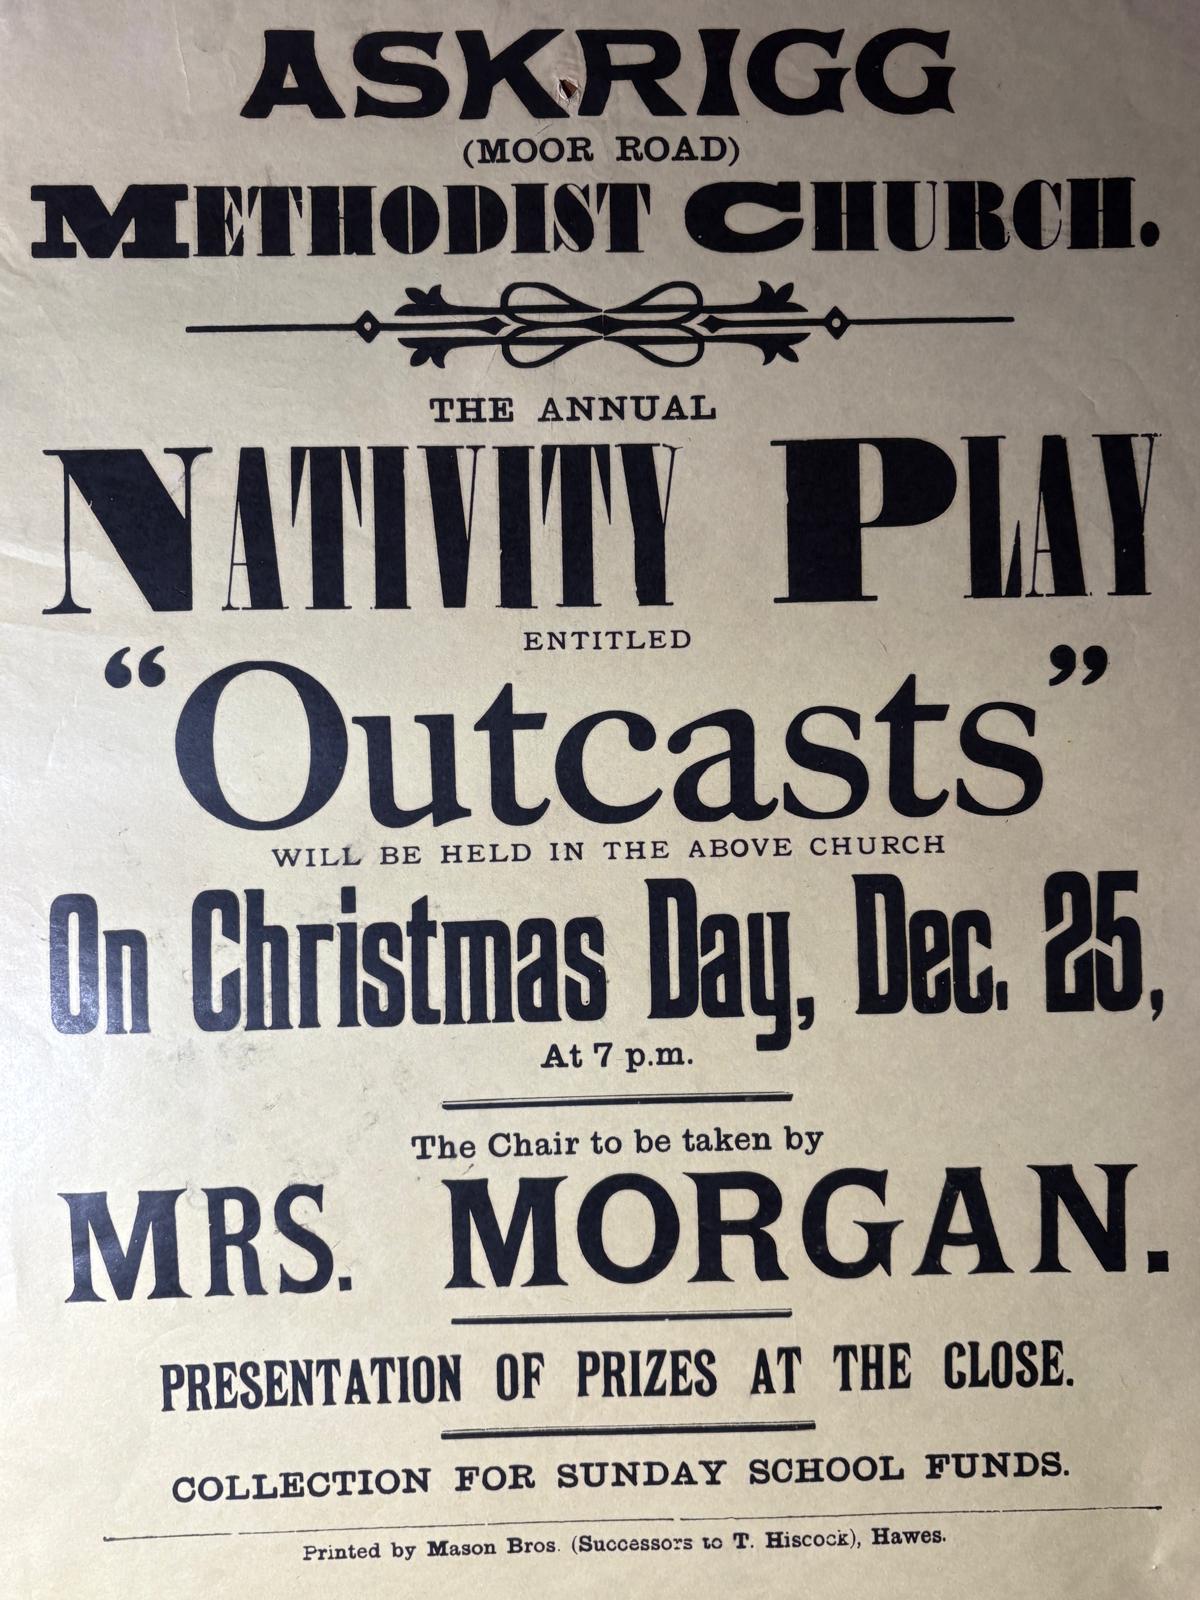 ASKRIGG
(MOOR ROAD)
METHODIST CHURCH.
THE ANNUAL
NATIVITY PLAY
ENTITLED
“Outcasts”
WILL BE HELD IN THE ABOVE CHURCH
On Christmas Day, Dec. 25,
At 7 p.m.
The Chair to be taken by
MRS. MORGAN.
PRESENTATION OF PRIZES AT THE CLOSE.
COLLECTION FOR SUNDAY SCHOOL FUNDS.
Printed by Mason Bros. (Successors to T. Hiscock), Hawes.